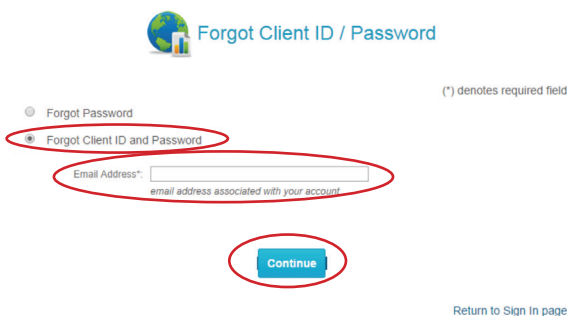 Forgot Client ID / Password
(*) denotes required field
Forgot Password
Forgot Client ID and Password
Email Address*:
email address associated with your account
Continue
Return to Sign In page